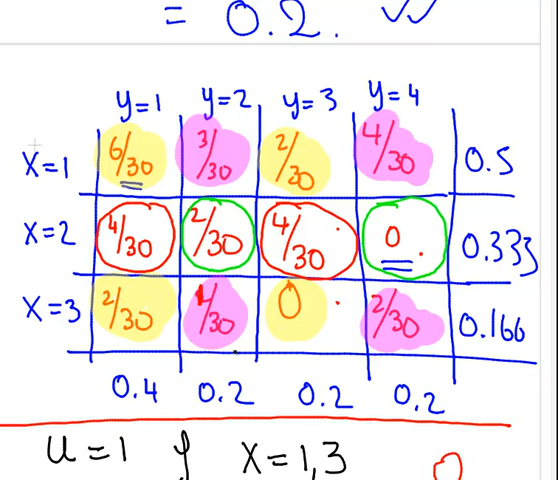 = 0.2.
y=1 y=2 y=3 y=4
X=1 6/30 3/30 2/30 4/30 0.5
X=2 4/30 2/30 4/30 0 0.333
X=3 2/30 1/30 0 2/30 0.166
0.4 0.2 0.2 0.2
U=1 X=1,3